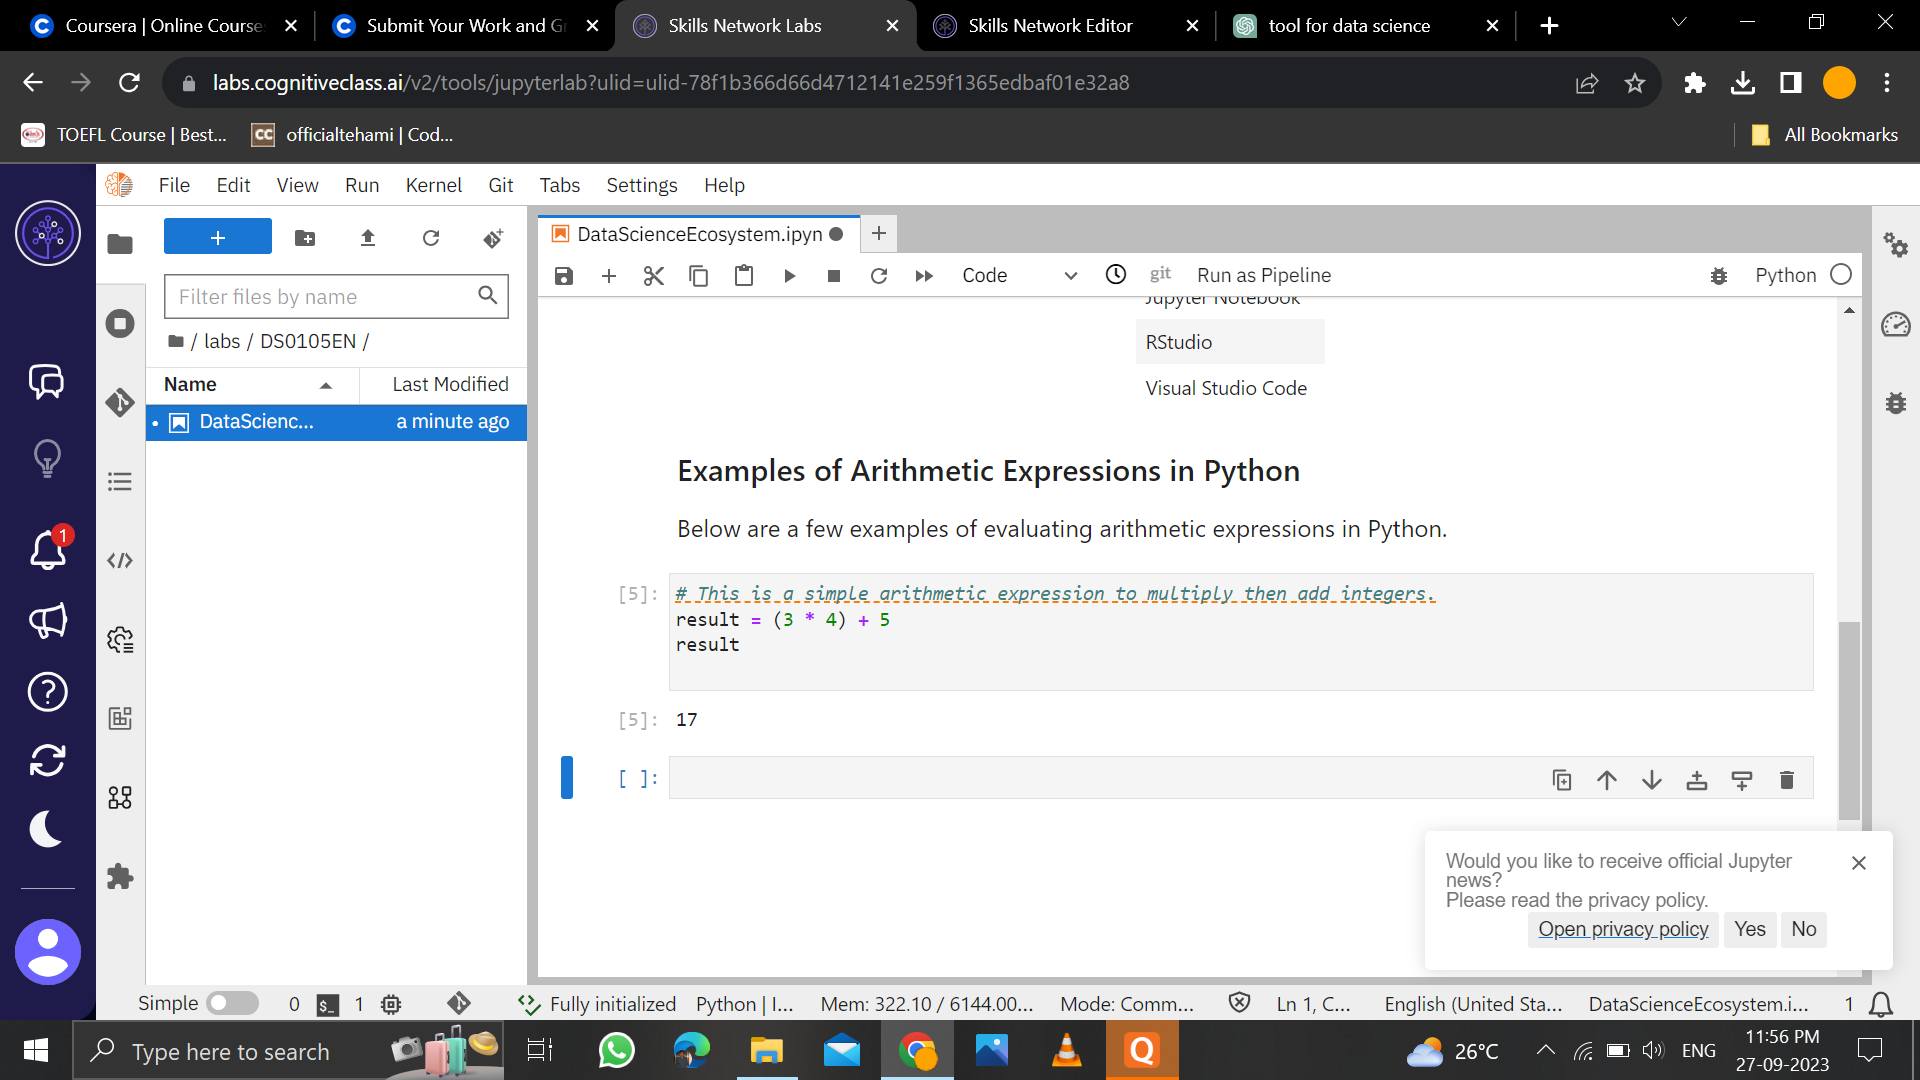 Coursera | Online Course
Submit Your Work and Gr
Skills Network Labs
Skills Network Editor
tool for data science
labs.cognitiveclass.ai/v2/tools/jupyterlab?ulid=ulid-78f1b366d66d4712141e259f1365edbaf01e32a8
TOEFL Course | Best...
CC officialtehami | Cod...
All Bookmarks
File Edit View Run Kernel Git Tabs Settings Help
DataScienceEcosystem.ipyn
Code
git
Run as Pipeline
Python
Filter files by name
/ labs / DS0105EN /
Name Last Modified
DataScienc... a minute ago
Jupyter Notebook
RStudio
Visual Studio Code
Examples of Arithmetic Expressions in Python
Below are a few examples of evaluating arithmetic expressions in Python.
[5]: # This is a simple arithmetic expression to multiply then add integers.
result = (3 * 4) + 5
result
[5]: 17
[ ]:
1
Would you like to receive official Jupyter
news?
Please read the privacy policy.
Open privacy policy Yes No
Simple 0 $_ 1 Fully initialized Python | I... Mem: 322.10 / 6144.00... Mode: Comm... Ln 1, C... English (United Sta... DataScienceEcosystem.i... 1
Type here to search
Q
26°C
ENG
11:56 PM
27-09-2023